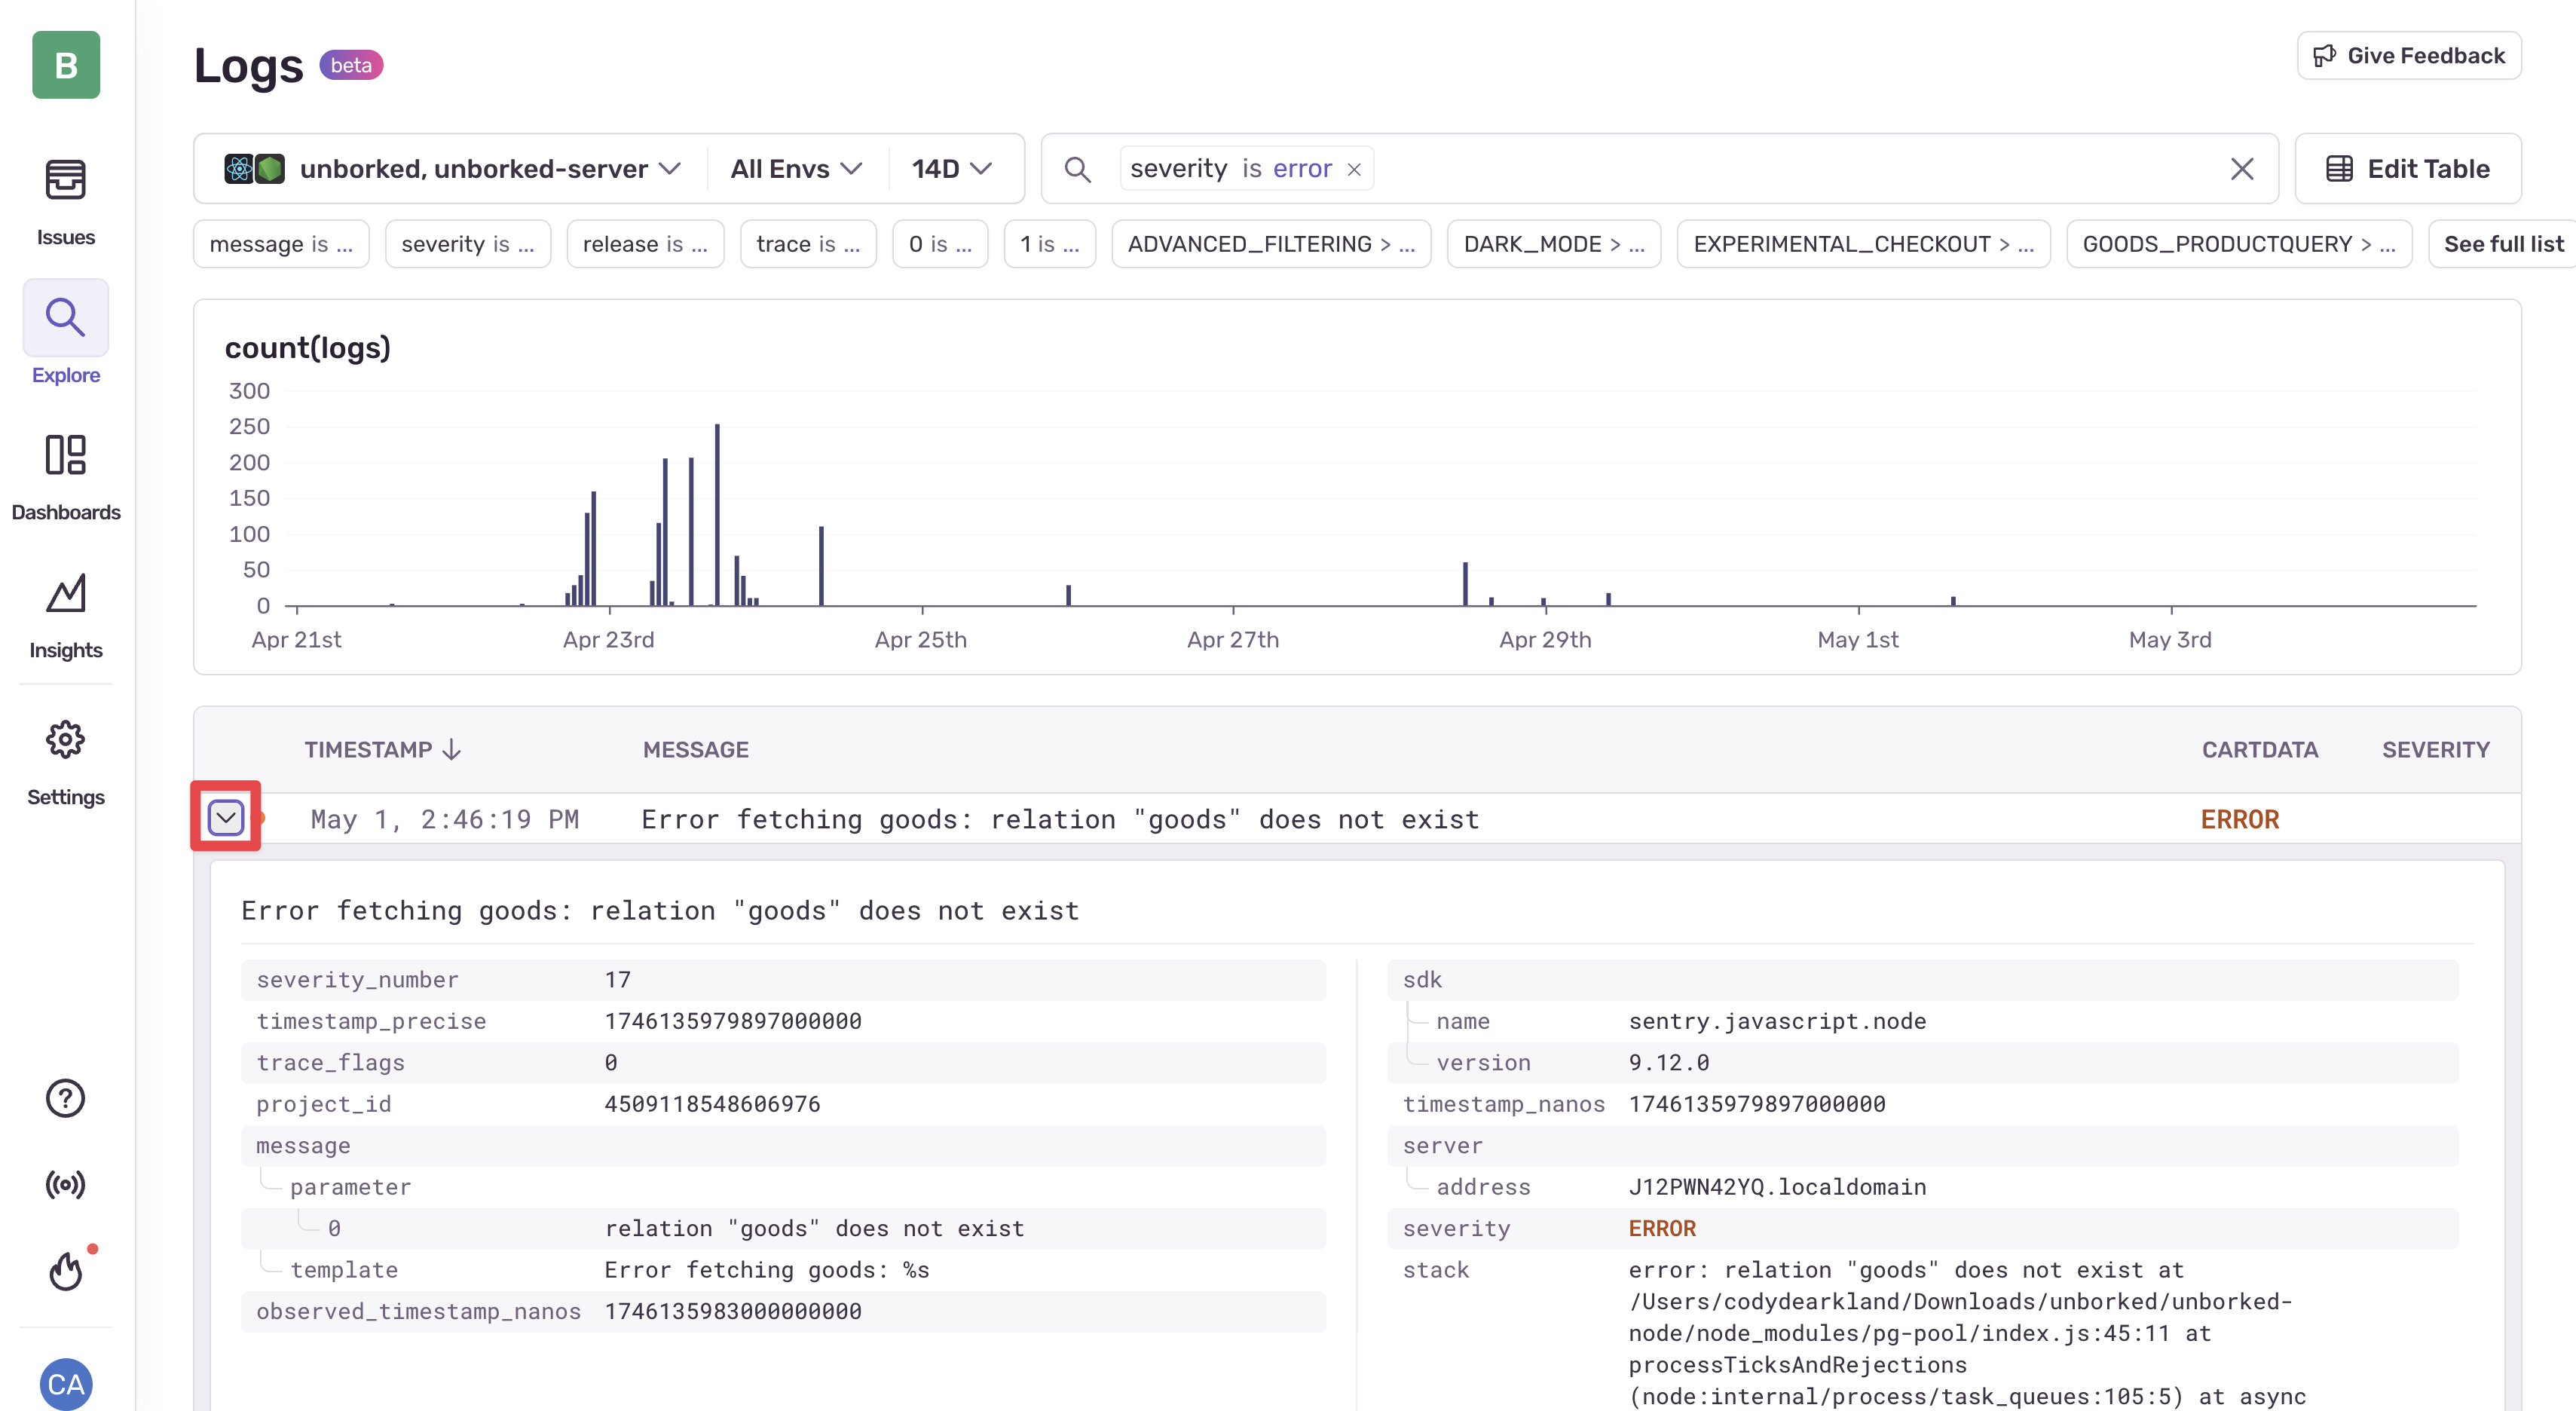 B
Issues
Explore
Dashboards
Insights
Settings
CA
Logs beta
Give Feedback
unborked, unborked-server All Envs 14D
severity is error
Edit Table
message is ... severity is ... release is ... trace is ... 0 is ... 1 is ... ADVANCED_FILTERING > ... DARK_MODE > ... EXPERIMENTAL_CHECKOUT > ... GOODS_PRODUCTQUERY > ... See full list
count(logs)
300
250
200
150
100
50
0
Apr 21st Apr 23rd Apr 25th Apr 27th Apr 29th May 1st May 3rd
TIMESTAMP MESSAGE CARTDATA SEVERITY
May 1, 2:46:19 PM Error fetching goods: relation "goods" does not exist ERROR
Error fetching goods: relation "goods" does not exist
severity_number 17
timestamp_precise 1746135979897000000
trace_flags 0
project_id 4509118548606976
message
parameter
0 relation "goods" does not exist
template Error fetching goods: %s
observed_timestamp_nanos 1746135983000000000
sdk
name sentry.javascript.node
version 9.12.0
timestamp_nanos 1746135979897000000
server
address J12PWN42YQ.localdomain
severity ERROR
stack error: relation "goods" does not exist at
/Users/codydearkland/Downloads/unborked/unborked-
node/node_modules/pg-pool/index.js:45:11 at
processTicksAndRejections
(node:internal/process/task_queues:105:5) at async